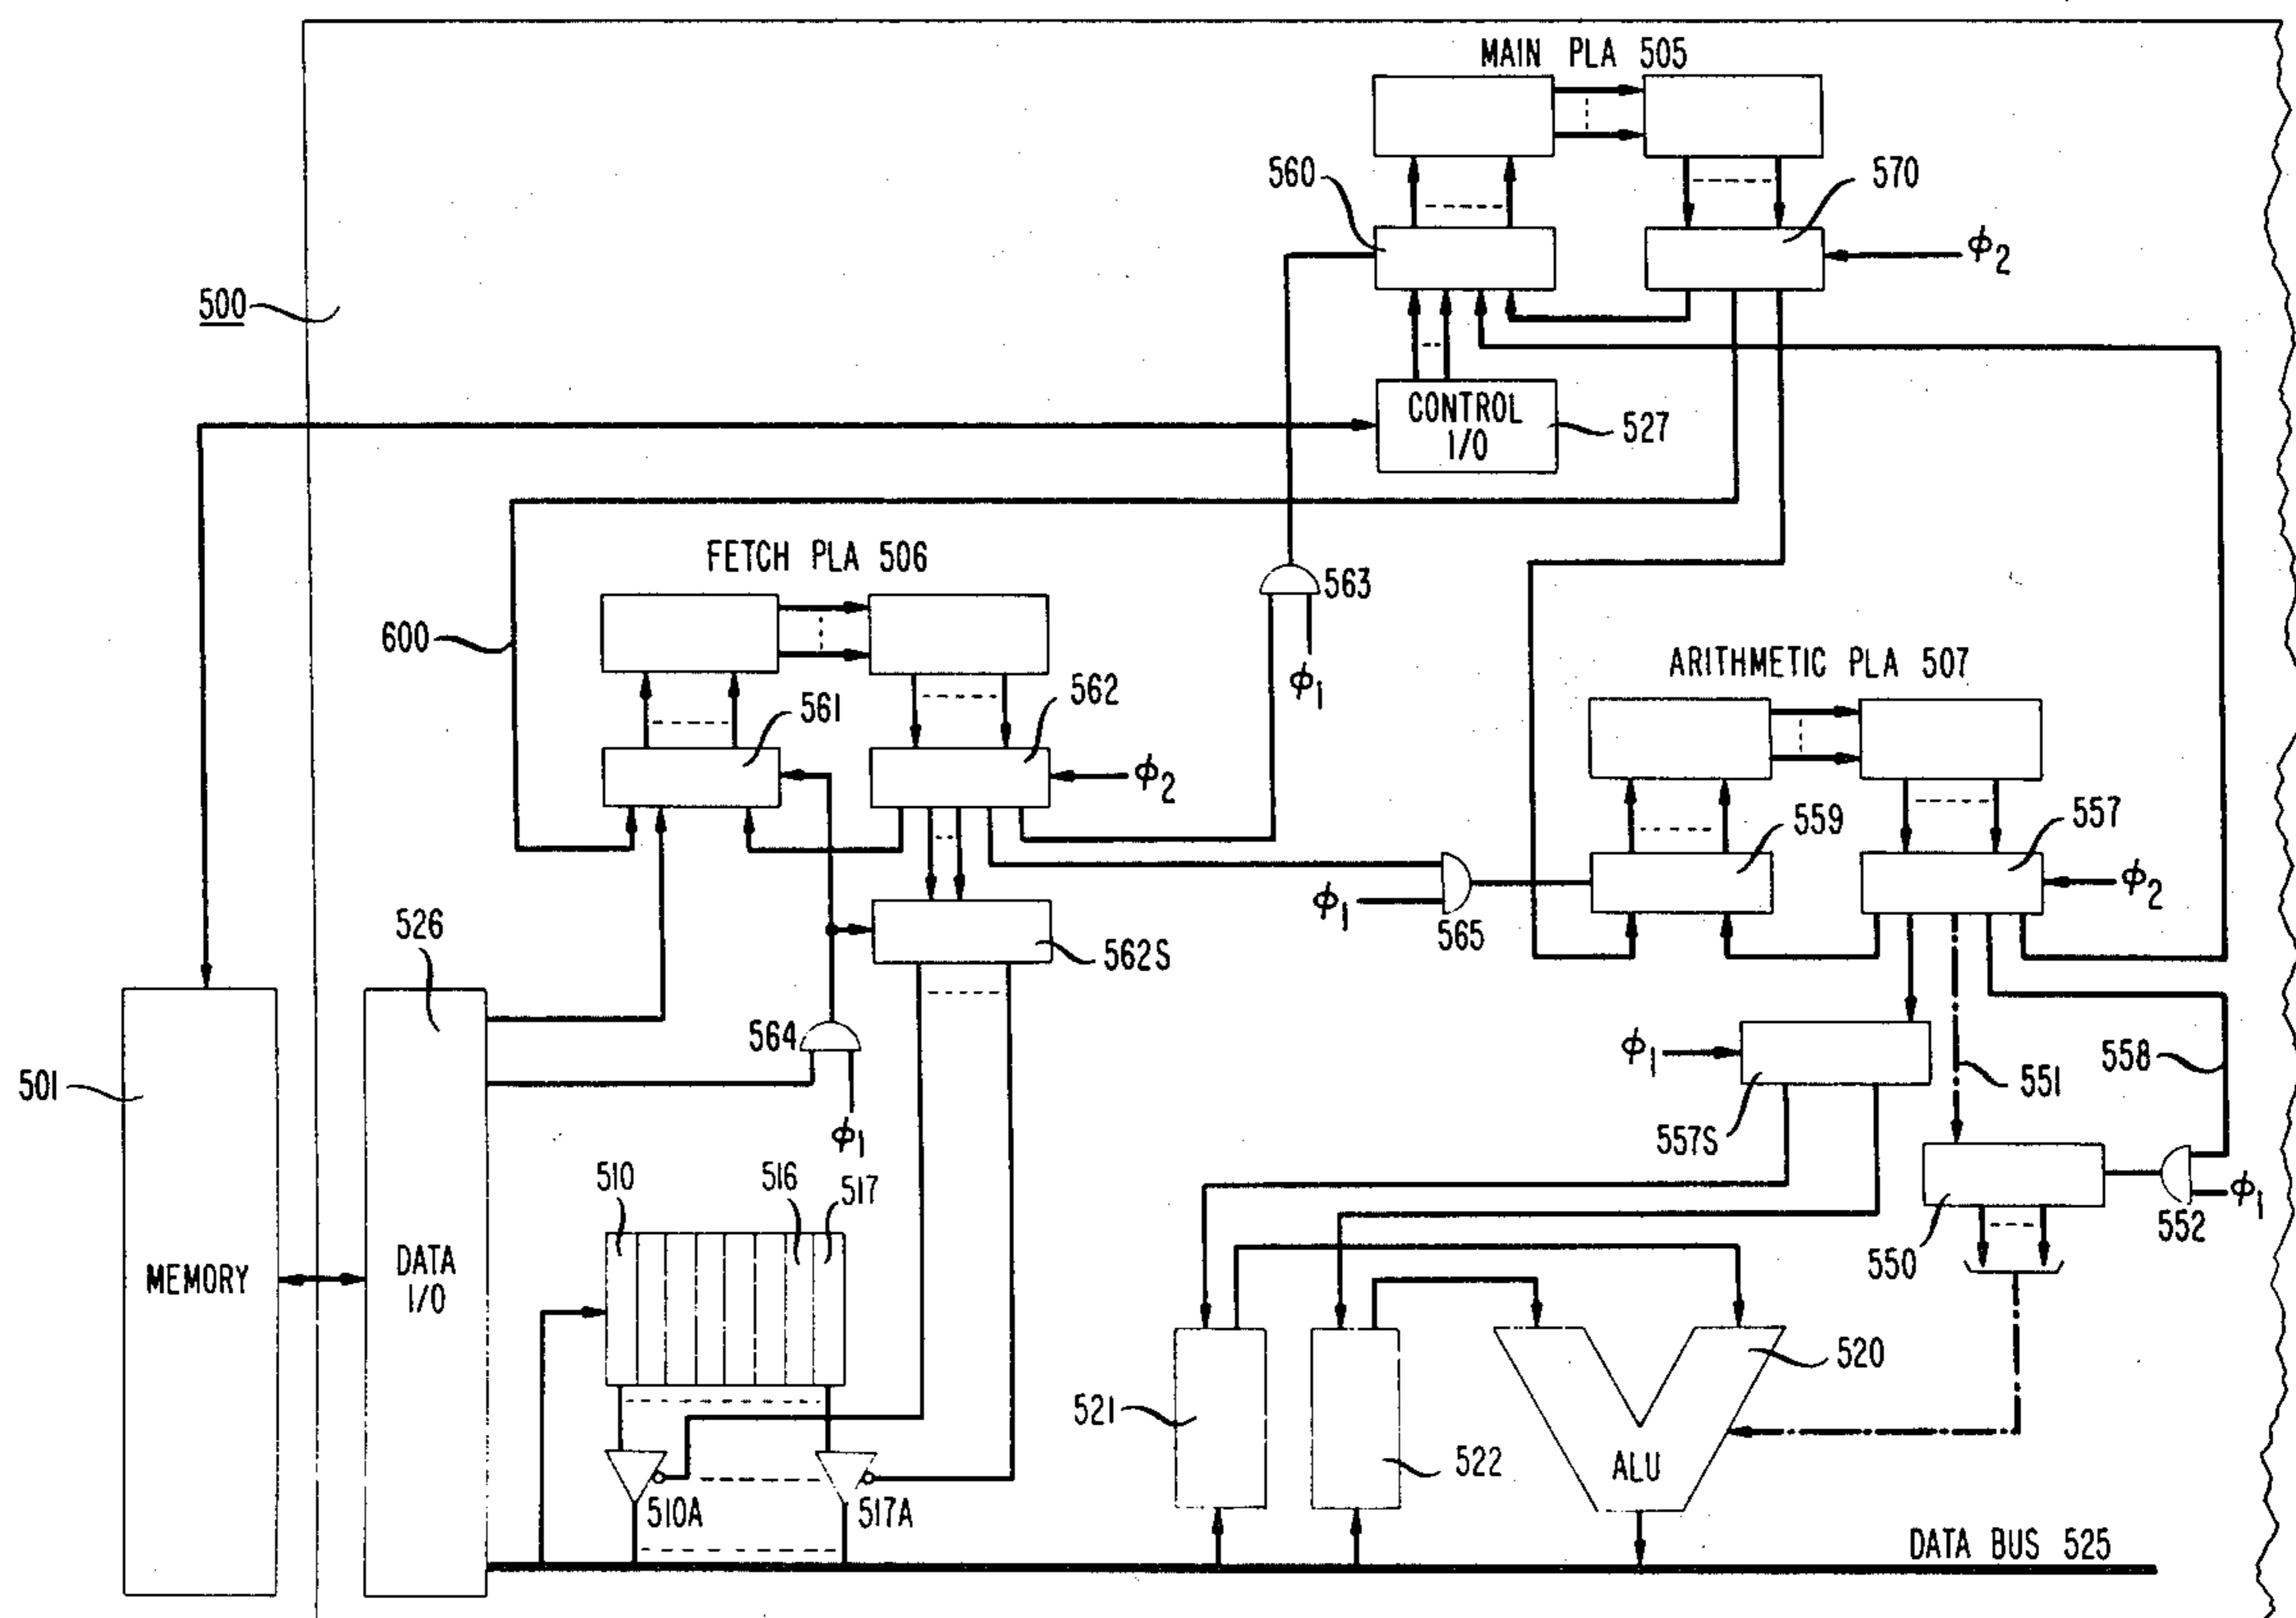 MAIN PLA 505
560
570
ϕ2
500
CONTROL
I/O
527
FETCH PLA 506
563
ϕ1
600
561
562
ϕ2
ARITHMETIC PLA 507
559
557
ϕ2
ϕ1
565
526
562S
564
ϕ1
501
ϕ1
557S
551
558
510
516
517
550
552
ϕ1
MEMORY
DATA
I/O
520
521
522
ALU
510A
517A
DATA BUS 525